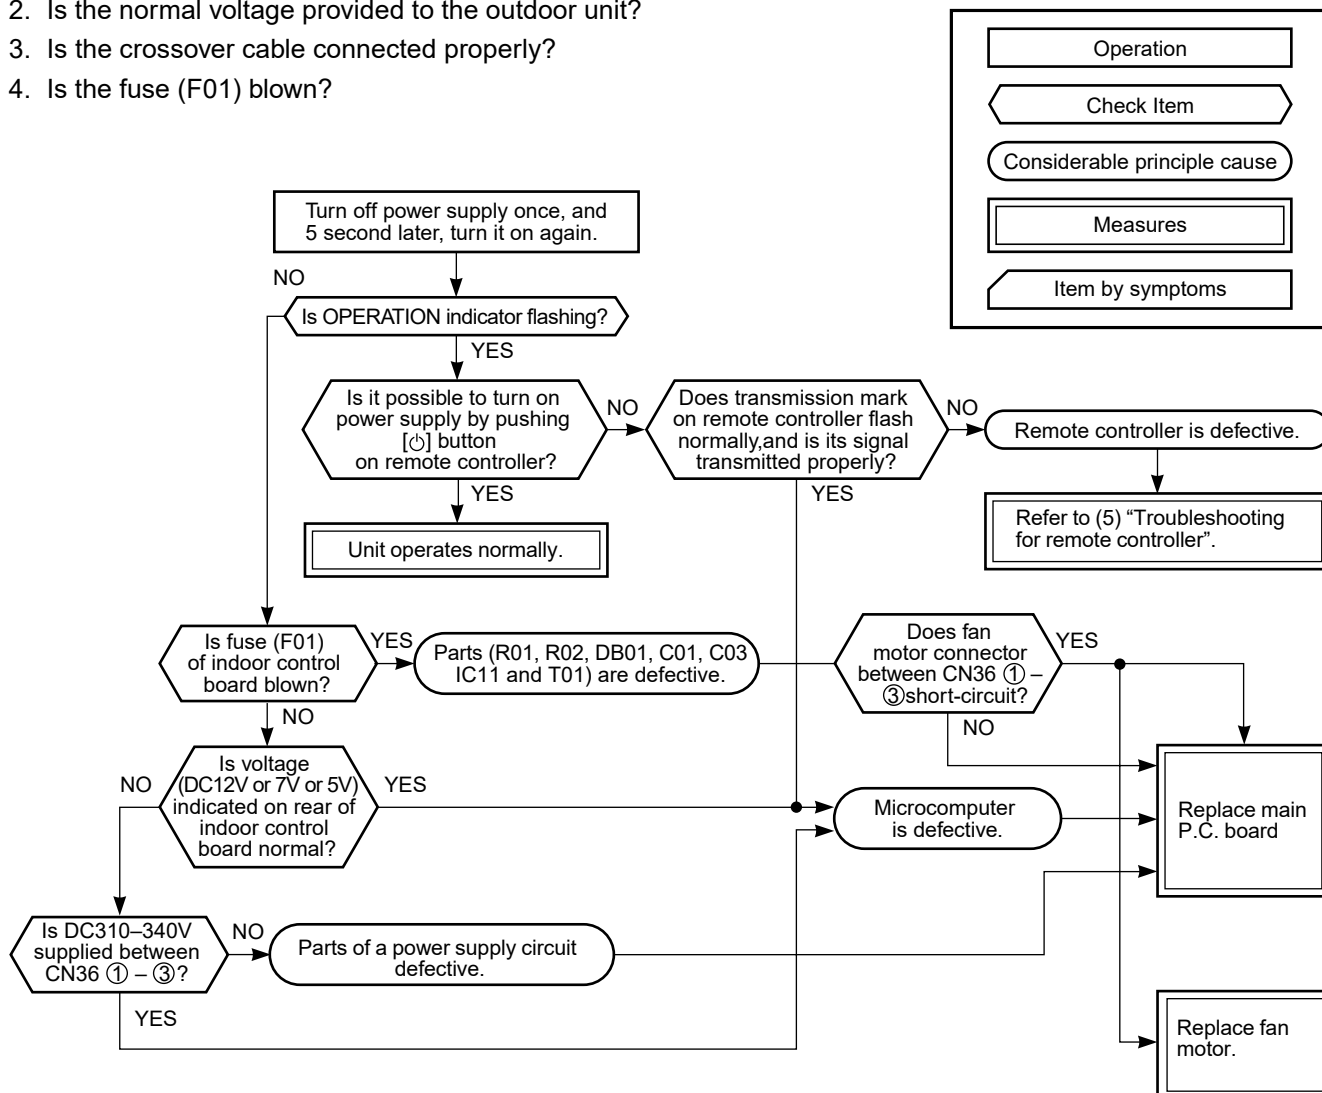 2. Is the normal voltage provided to the outdoor unit?
3. Is the crossover cable connected properly?
4. Is the fuse (F01) blown?
Operation
Check Item
Considerable principle cause
Measures
Item by symptoms
Turn off power supply once, and
5 second later, turn it on again.
NO
Is OPERATION indicator flashing?
YES
Is it possible to turn on
power supply by pushing
[⏻] button
on remote controller?
NO
Does transmission mark
on remote controller flash
normally,and is its signal
transmitted properly?
NO
Remote controller is defective.
YES
YES
Unit operates normally.
Refer to (5) “Troubleshooting
for remote controller”.
Is fuse (F01)
of indoor control
board blown?
YES
Parts (R01, R02, DB01, C01, C03
IC11 and T01) are defective.
Does fan
motor connector
between CN36 ① –
③short-circuit?
YES
NO
NO
Is voltage
(DC12V or 7V or 5V)
indicated on rear of
indoor control
board normal?
NO
YES
Microcomputer
is defective.
Replace main
P.C. board
Is DC310–340V
supplied between
CN36 ① – ③?
NO
Parts of a power supply circuit
defective.
YES
Replace fan
motor.